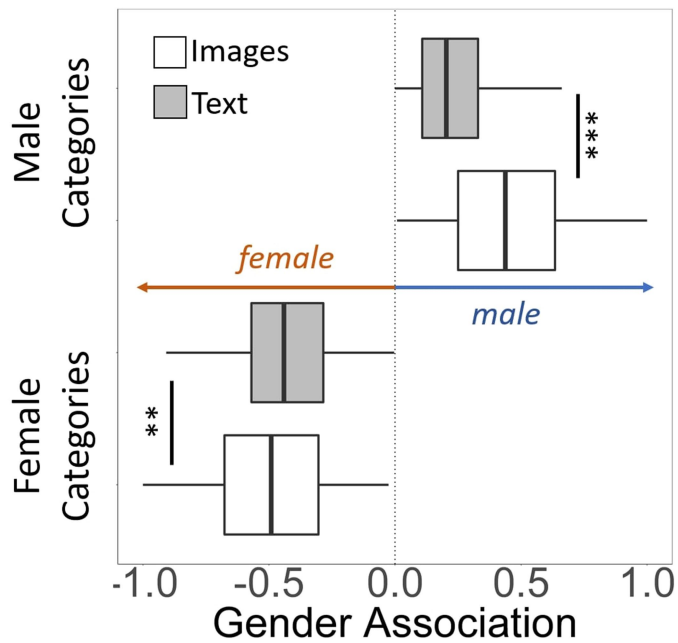 Male
Categories
Images
Text
***
female
male
Female
Categories
**
-1.0 -0.5 0.0 0.5 1.0
Gender Association